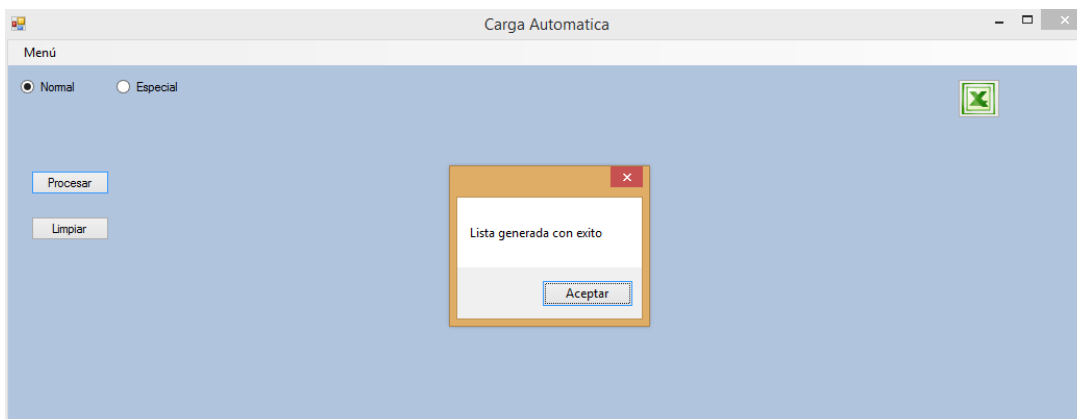 Carga Automatica
Menú
Normal Especial
Procesar
Limpiar
Lista generada con exito
Aceptar